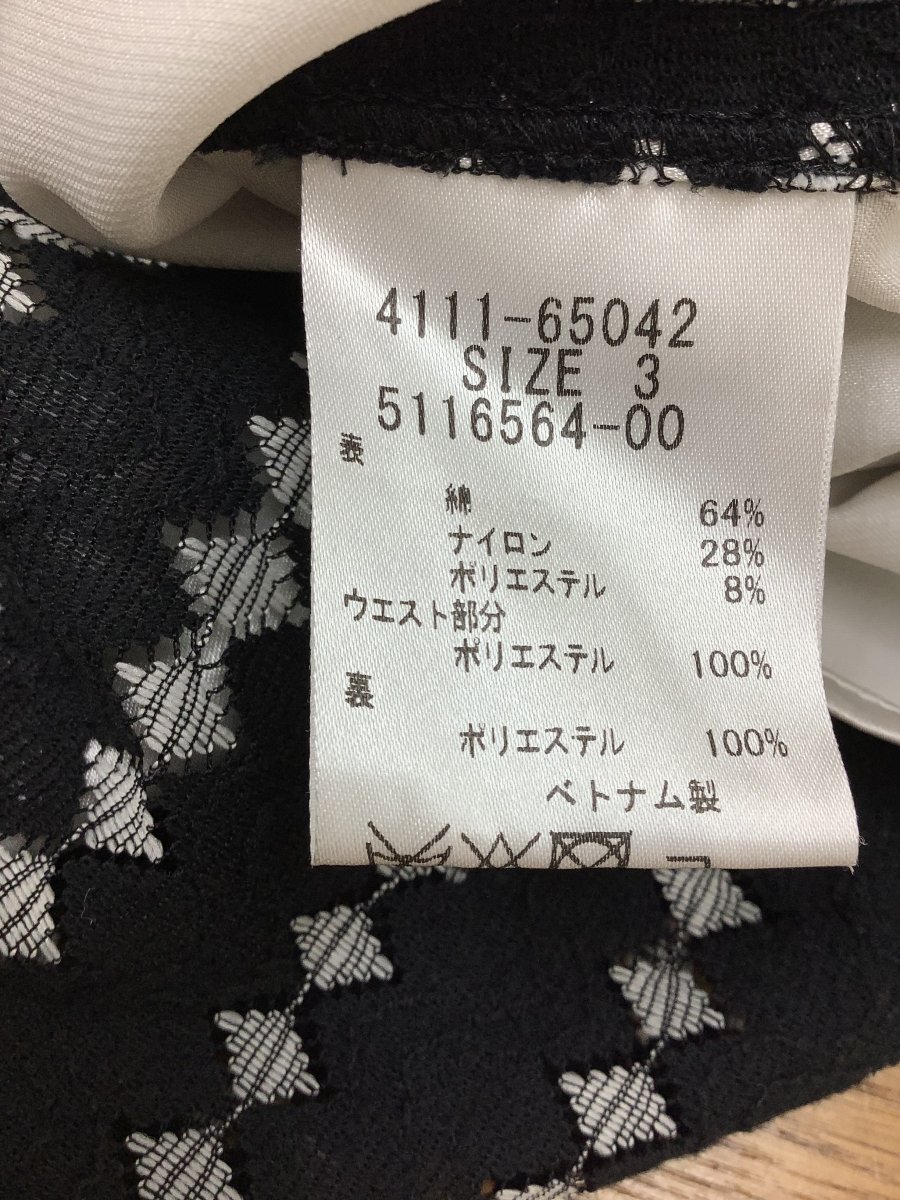 4111-65042
SIZE 3
5116564-00
表
綿 64%
ナイロン 28%
ポリエステル 8%
ウエスト部分
ポリエステル 100%
裏
ポリエステル 100%
ベトナム製